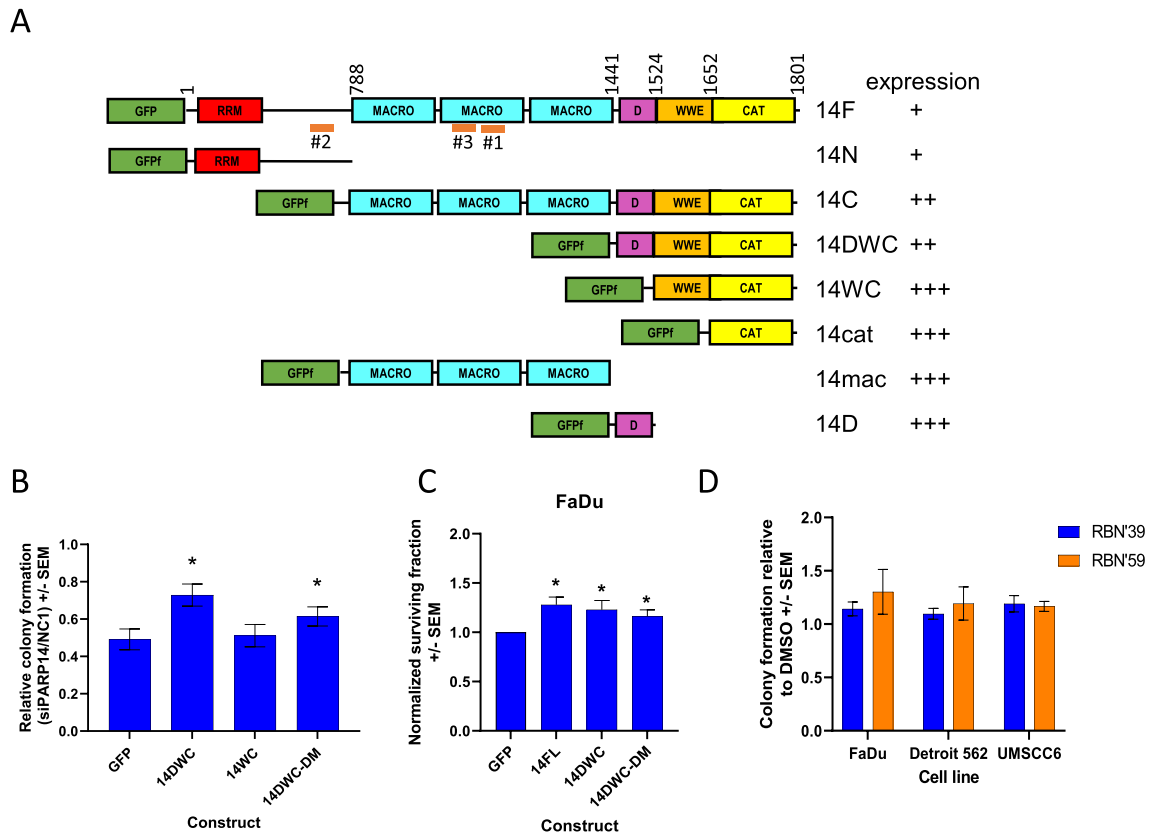 A
1
788
1441
1524
1652
1801
expression
GFP
RRM
MACRO
MACRO
MACRO
D
WWE
CAT
14F
+
#2
#3
#1
GFPf
RRM
14N
+
GFPf
MACRO
MACRO
MACRO
D
WWE
CAT
14C
++
GFPf
D
WWE
CAT
14DWC
++
GFPf
WWE
CAT
14WC
+++
GFPf
CAT
14cat
+++
GFPf
MACRO
MACRO
MACRO
14mac
+++
GFPf
D
14D
+++
B
Relative colony formation
(siPARP14/NC1) +/- SEM
1.0
0.8
0.6
0.4
0.2
0.0
*
*
GFP
14DWC
14WC
14DWC-DM
Construct
C
FaDu
Normalized surviving fraction
+/- SEM
2.0
1.5
1.0
0.5
0.0
*
*
*
GFP
14FL
14DWC
14DWC-DM
Construct
D
Colony formation relative
to DMSO +/- SEM
2.0
1.5
1.0
0.5
0.0
RBN'39
RBN'59
FaDu
Detroit 562
UMSCC6
Cell line